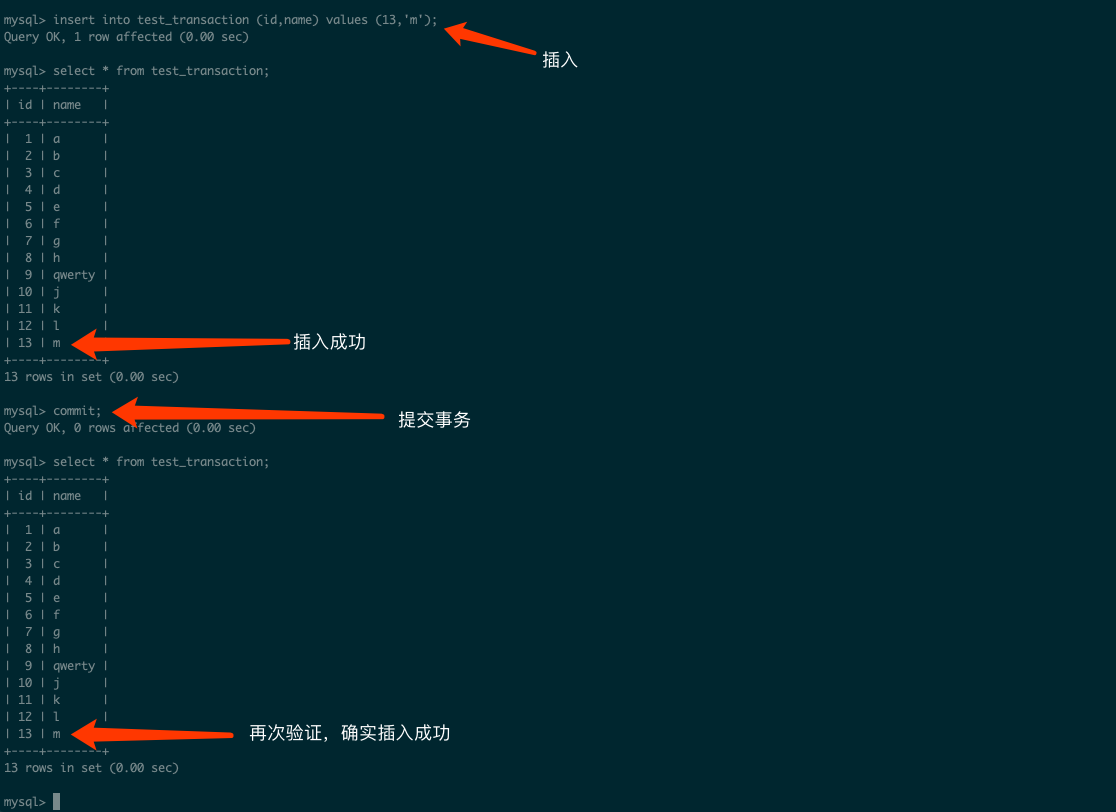 mysql> insert into test_transaction (id,name) values (13,'m');
Query OK, 1 row affected (0.00 sec)
插入
mysql> select * from test_transaction;
+----+--------+
| id | name   |
+----+--------+
|  1 | a      |
|  2 | b      |
|  3 | c      |
|  4 | d      |
|  5 | e      |
|  6 | f      |
|  7 | g      |
|  8 | h      |
|  9 | qwerty |
| 10 | j      |
| 11 | k      |
| 12 | l      |
| 13 | m 插入成功
+----+--------+
13 rows in set (0.00 sec)
mysql> commit;
提交事务
Query OK, 0 rows affected (0.00 sec)
mysql> select * from test_transaction;
+----+--------+
| id | name   |
+----+--------+
|  1 | a      |
|  2 | b      |
|  3 | c      |
|  4 | d      |
|  5 | e      |
|  6 | f      |
|  7 | g      |
|  8 | h      |
|  9 | qwerty |
| 10 | j      |
| 11 | k      |
| 12 | l      |
| 13 | m 再次验证，确实插入成功
+----+--------+
13 rows in set (0.00 sec)
mysql>